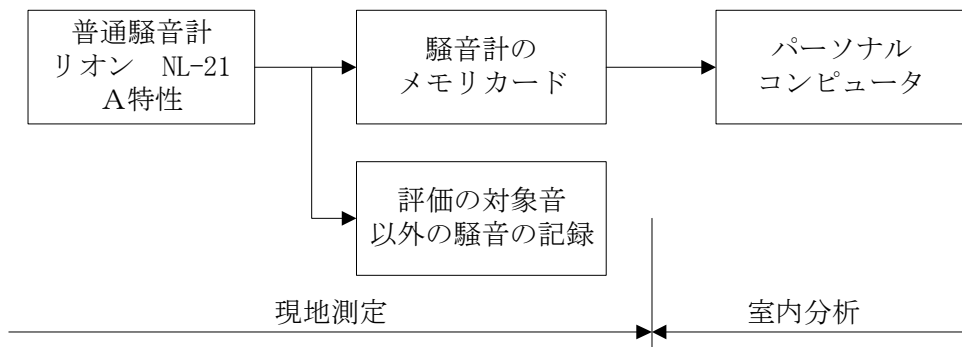 普通騒音計
リオン　NL-21
Ａ特性
騒音計の
メモリカード
パーソナル
コンピュータ
評価の対象音
以外の騒音の記録
現地測定
室内分析